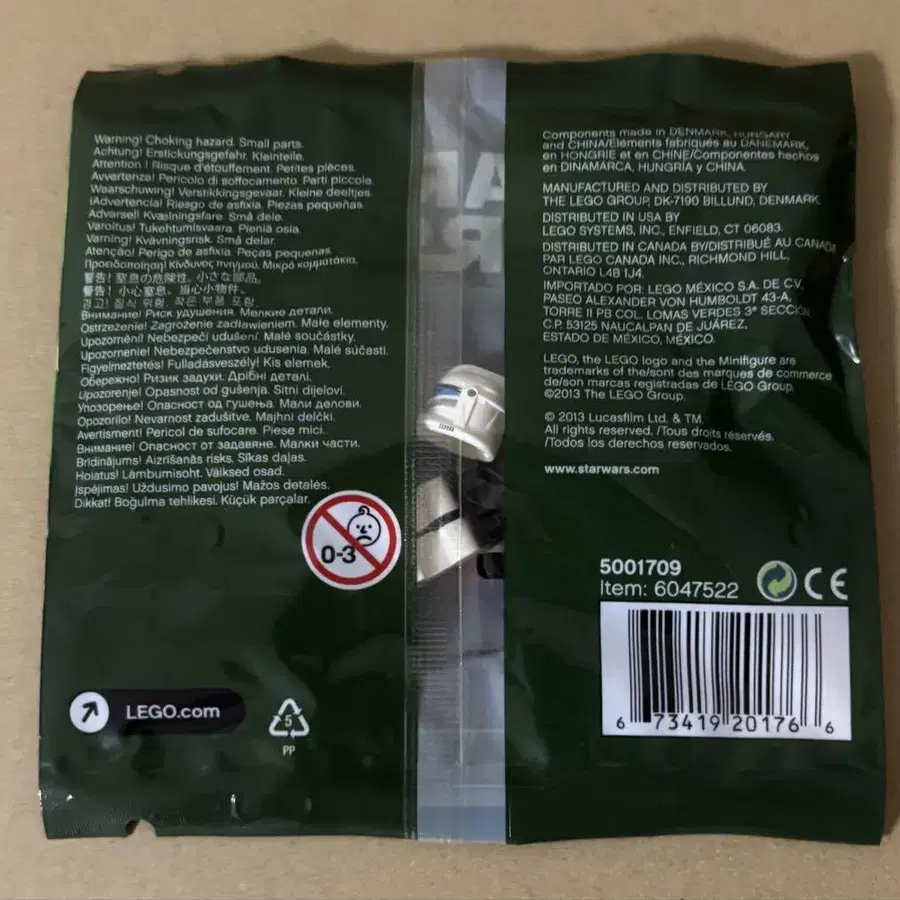 Warning! Choking hazard. Small parts.
Achtung! Erstickungsgefahr. Kleinteile.
Attention ! Risque d'étouffement. Petites pièces.
Avvertenza! Pericolo di soffocamento. Parti piccole.
Waarschuwing! Verstikkingsgevaar. Kleine deeltjes.
¡Advertencia! Riesgo de asfixia. Piezas pequeñas.
Advarsel! Kvælningsfare. Små dele.
Varoitus! Tukehtumisvaara. Pieniä osia.
Varning! Kvävningsrisk. Små delar.
Atenção! Perigo de asfixia. Peças pequenas.
Προειδοποίηση! Κίνδυνος πνιγμού. Μικρά κομματάκια.
警告! 窒息の危険性。小さな部品。
警告! 小心窒息。当心小物件。
경고! 질식 위험. 작은 부품 포함.
Внимание! Риск удушения. Мелкие детали.
Ostrzeżenie! Zagrożenie zadławieniem. Małe elementy.
Upozornění! Nebezpečí udušení. Malé součástky.
Upozornenie! Nebezpečenstvo udusenia. Malé súčasti.
Figyelmeztetés! Fulladásveszély! Kis elemek.
Обережно! Ризик задухи. Дрібні деталі.
Upozorenje! Opasnost od gušenja. Sitni dijelovi.
Упозорење! Опасност од гушења. Мали делови.
Opozorilo! Nevarnost zadušitve. Majhni delčki.
Avertisment! Pericol de sufocare. Piese mici.
Внимание! Опасност от задавяне. Малки части.
Brīdinājums! Aizrīšanās risks. Sīkas daļas.
Hoiatus! Lämbumisoht. Väiksed osad.
Įspėjimas! Uždusimo pavojus! Mažos detalės.
Dikkat! Boğulma tehlikesi. Küçük parçalar.
0-3
LEGO.com
5
PP
Components made in DENMARK, HUNGARY
and CHINA/Eléments fabriqués au DANEMARK,
en HONGRIE et en CHINE/Componentes hechos
en DINAMARCA, HUNGRÍA y CHINA.
MANUFACTURED AND DISTRIBUTED BY
THE LEGO GROUP, DK-7190 BILLUND, DENMARK.
DISTRIBUTED IN USA BY
LEGO SYSTEMS, INC., ENFIELD, CT 06083.
DISTRIBUTED IN CANADA BY/DISTRIBUÉ AU CANADA
PAR LEGO CANADA INC., RICHMOND HILL,
ONTARIO L4B 1J4.
IMPORTADO POR: LEGO MÉXICO S.A. DE C.V.
PASEO ALEXANDER VON HUMBOLDT 43-A,
TORRE II PB COL. LOMAS VERDES 3ª SECCIÓN
C.P. 53125 NAUCALPAN DE JUÁREZ,
ESTADO DE MÉXICO, MÉXICO.
LEGO, the LEGO logo and the Minifigure are
trademarks of the/sont des marques de commerce
de/son marcas registradas de LEGO Group.
©2013 The LEGO Group.
© 2013 Lucasfilm Ltd. & TM.
All rights reserved. /Tous droits réservés.
/Todos los derechos reservados.
www.starwars.com
5001709
Item: 6047522
CE
6 73419 20176 6